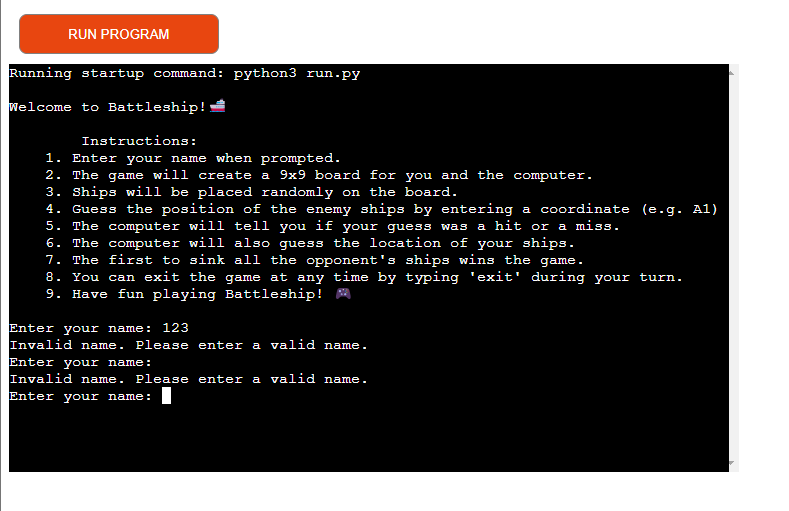 RUN PROGRAM
Running startup command: python3 run.py
Welcome to Battleship!🚢
Instructions:
1. Enter your name when prompted.
2. The game will create a 9x9 board for you and the computer.
3. Ships will be placed randomly on the board.
4. Guess the position of the enemy ships by entering a coordinate (e.g. A1)
5. The computer will tell you if your guess was a hit or a miss.
6. The computer will also guess the location of your ships.
7. The first to sink all the opponent's ships wins the game.
8. You can exit the game at any time by typing 'exit' during your turn.
9. Have fun playing Battleship! 🎮
Enter your name: 123
Invalid name. Please enter a valid name.
Enter your name:
Invalid name. Please enter a valid name.
Enter your name: